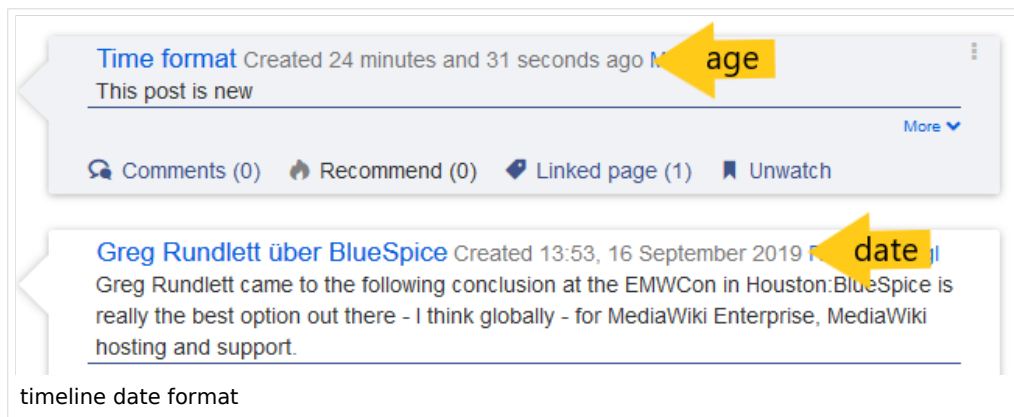 Time format Created 24 minutes and 31 seconds ago age
This post is new
More
Comments (0) Recommend (0) Linked page (1) Unwatch
Greg Rundlett über BlueSpice Created 13:53, 16 September 2019 date
Greg Rundlett came to the following conclusion at the EMWCon in Houston:BlueSpice is
really the best option out there - I think globally - for MediaWiki Enterprise, MediaWiki
hosting and support.
timeline date format